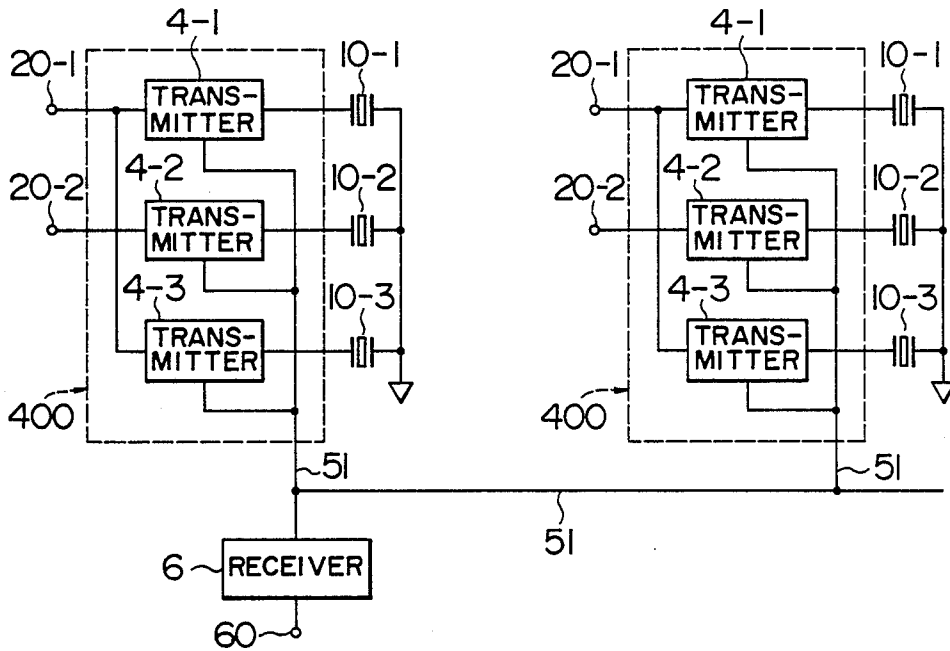 4-1
4-1
20-1
10-1
20-1
10-1
TRANS-
MITTER
TRANS-
MITTER
4-2
10-2
4-2
10-2
20-2
20-2
TRANS-
MITTER
TRANS-
MITTER
4-3
10-3
4-3
10-3
TRANS-
MITTER
TRANS-
MITTER
400
400
51
51
51
6
RECEIVER
60